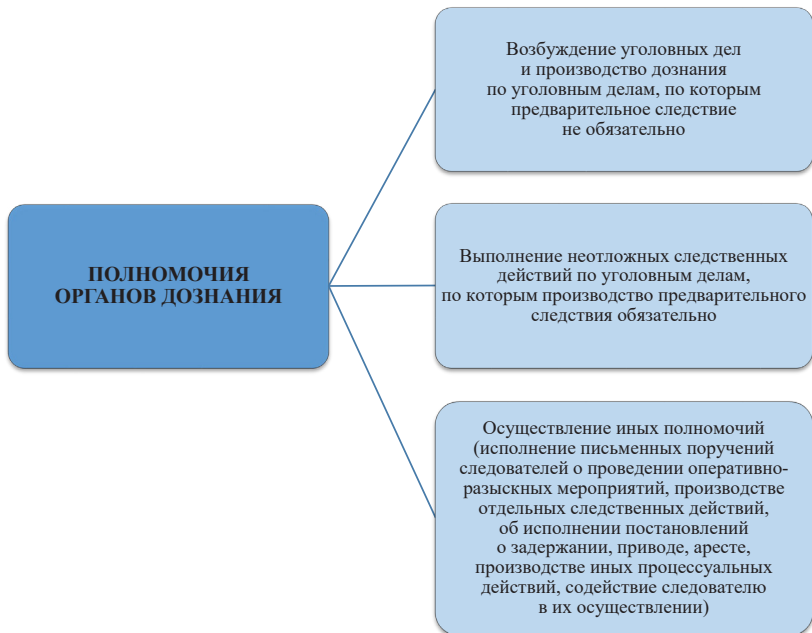 Возбуждение уголовных дел
и производство дознания
по уголовным делам, по которым
предварительное следствие
не обязательно
ПОЛНОМОЧИЯ
ОРГАНОВ ДОЗНАНИЯ
Выполнение неотложных следственных
действий по уголовным делам,
по которым производство предварительного
следствия обязательно
Осуществление иных полномочий
(исполнение письменных поручений
следователей о проведении оперативно-
разыскных мероприятий, производстве
отдельных следственных действий,
об исполнении постановлений
о задержании, приводе, аресте,
производстве иных процессуальных
действий, содействие следователю
в их осуществлении)